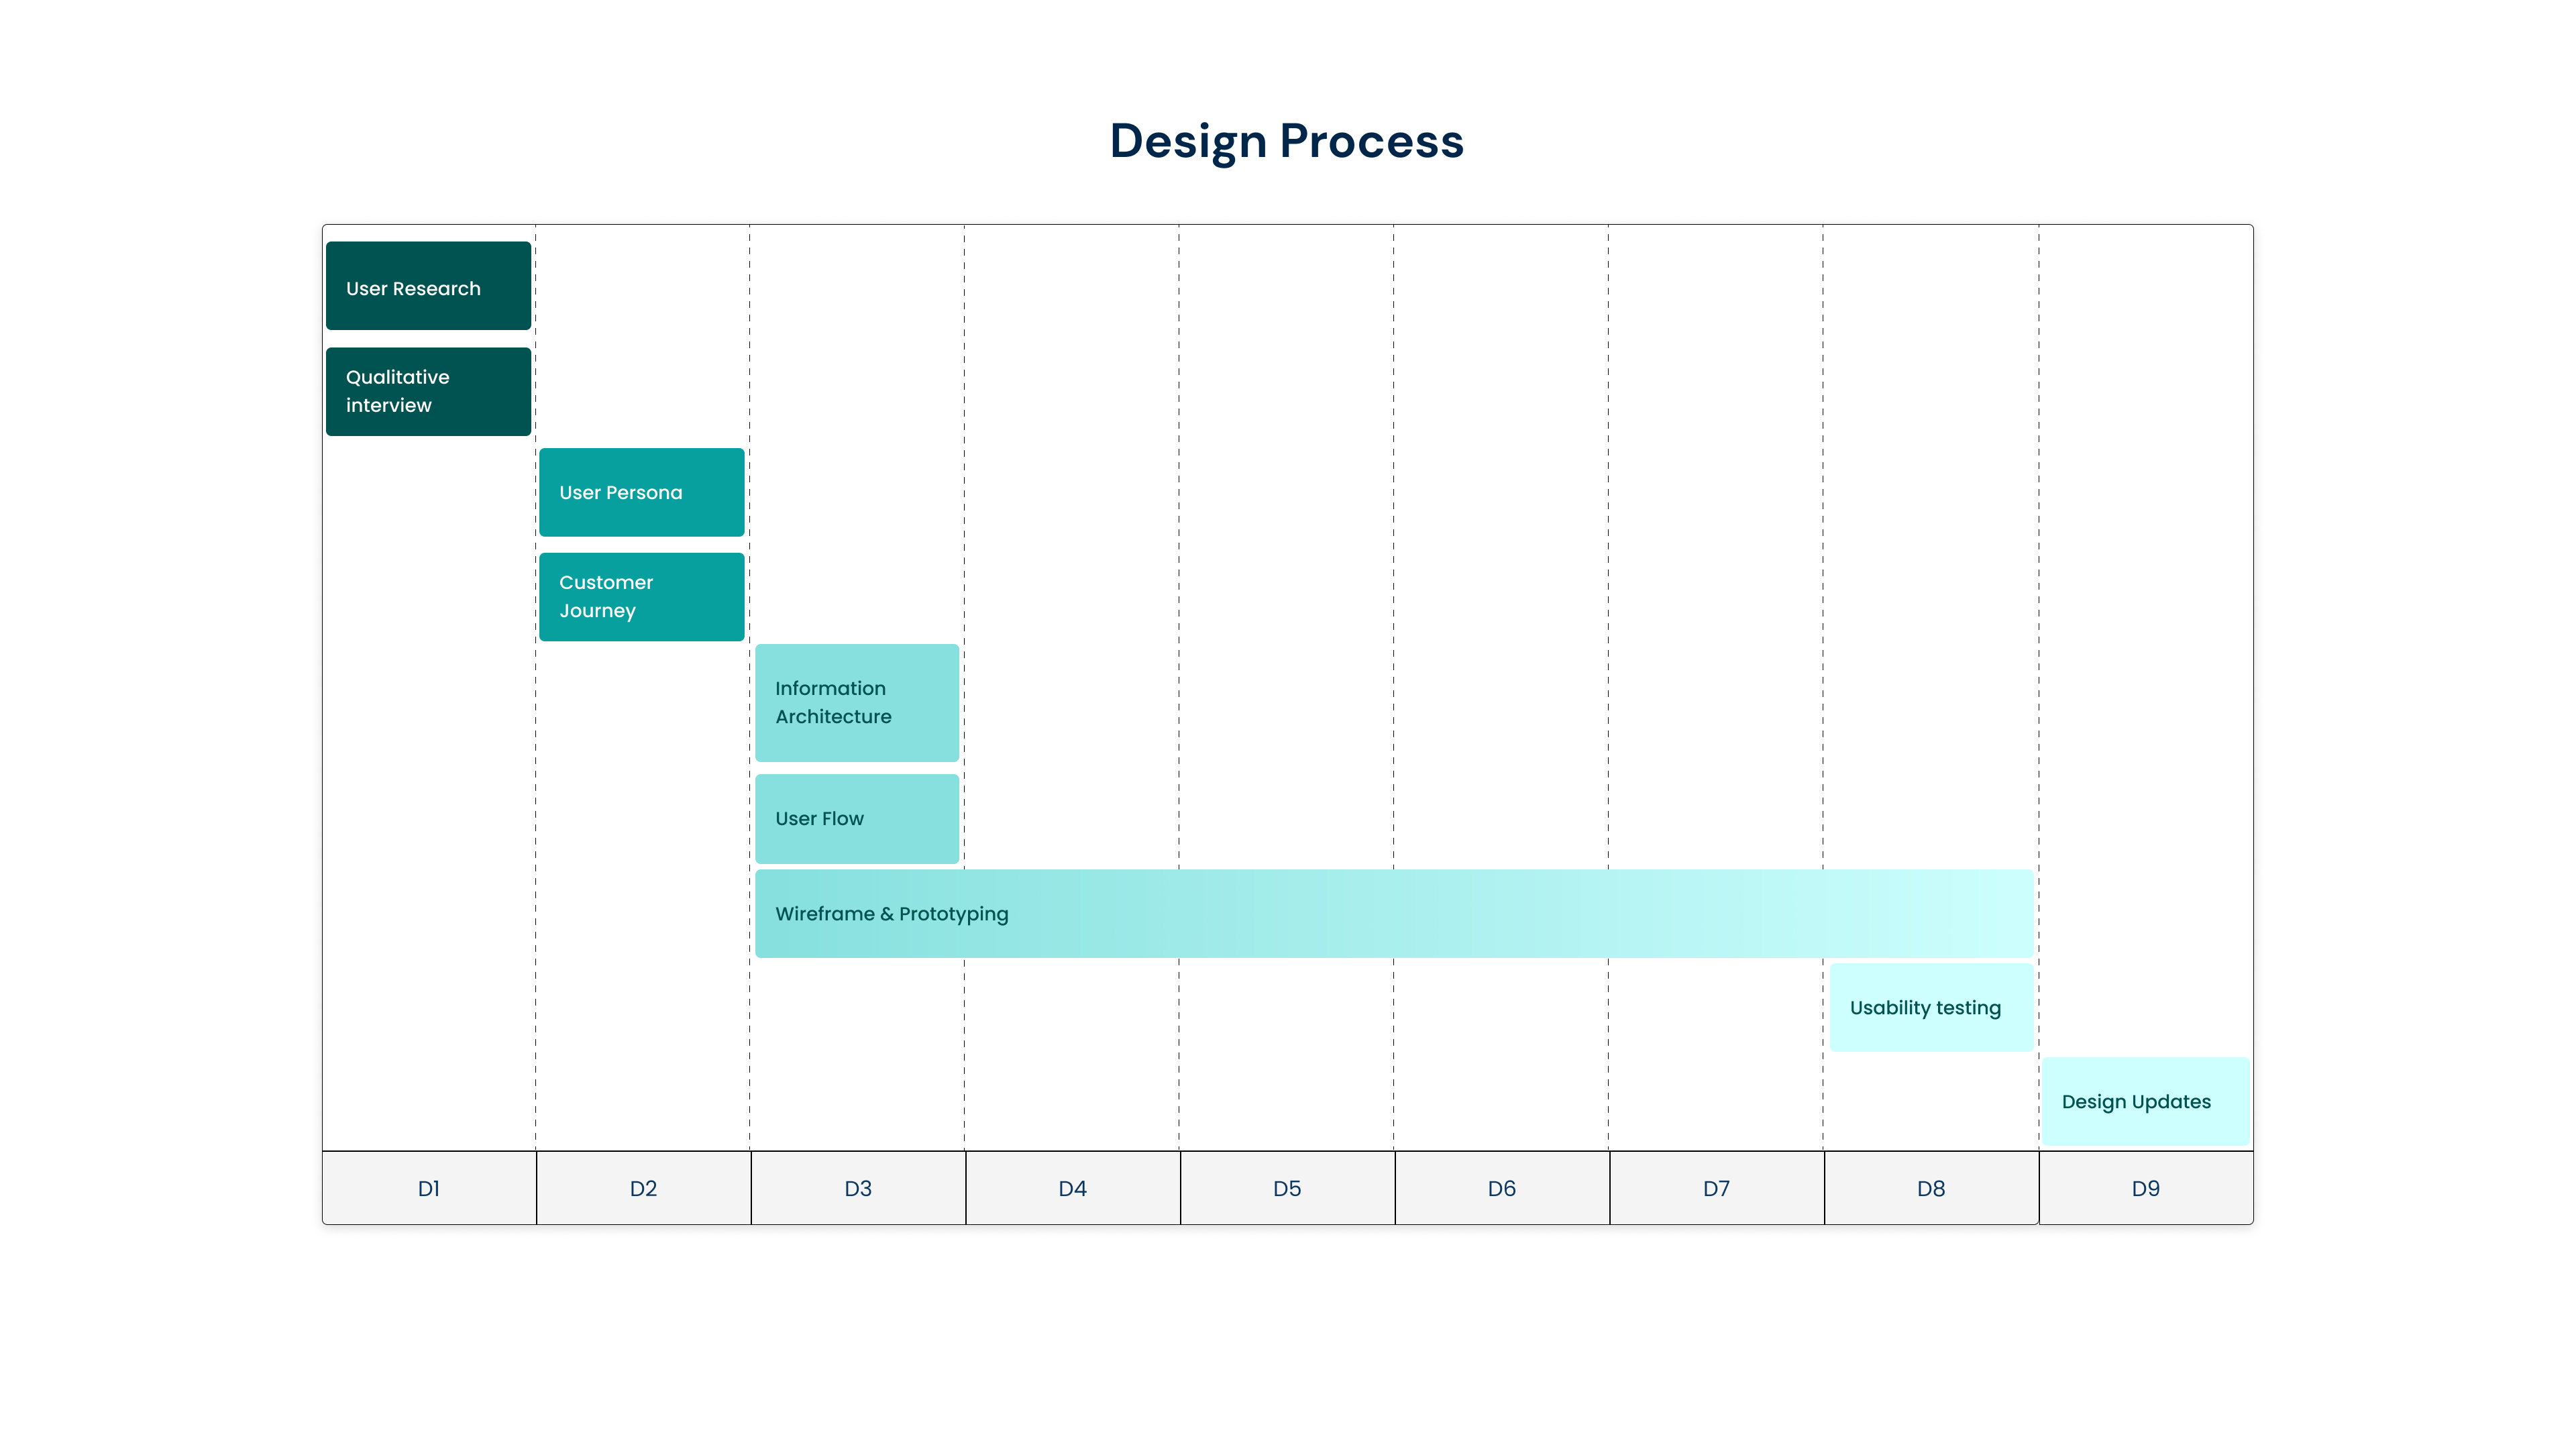 Design Process
User Research
Qualitative
interview
User Persona
Customer
Journey
Information
Architecture
User Flow
Wireframe & Prototyping
Usability testing
Design Updates
D1
D2
D3
D4
D5
D6
D7
D8
D9